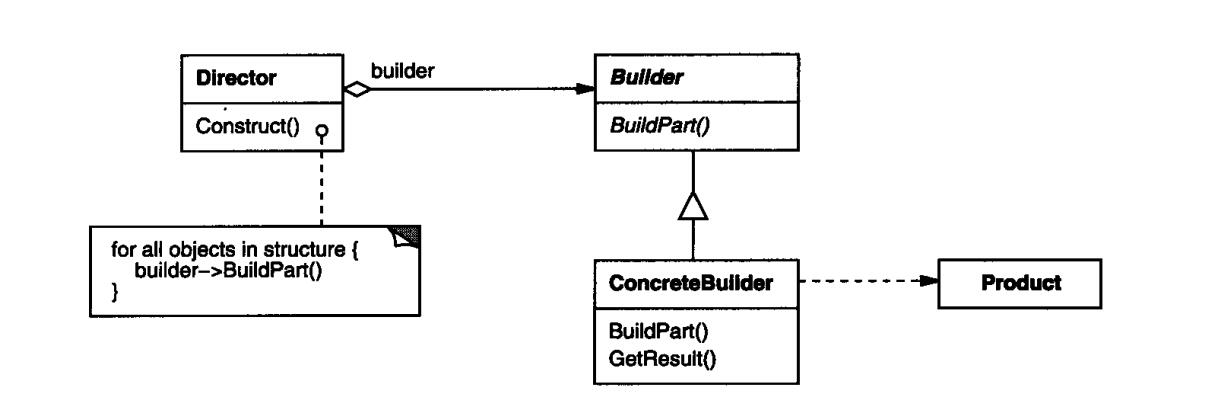 Director
Construct()
builder
Builder
BuildPart()
for all objects in structure {
builder–>BuildPart()
}
ConcreteBuilder
BuildPart()
GetResult()
Product